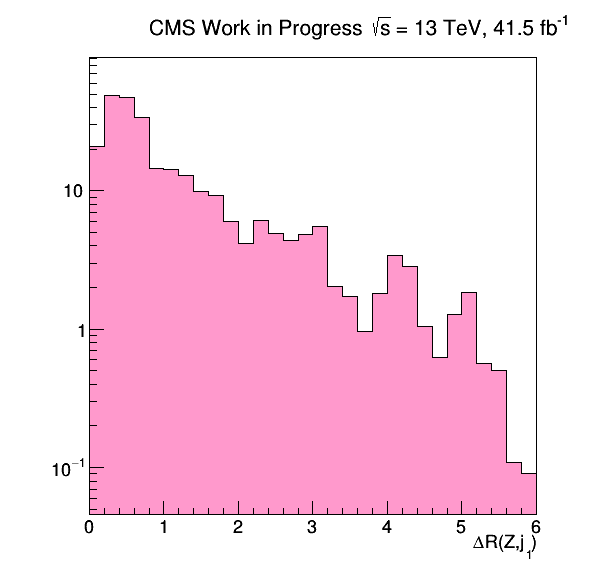 CMS Work in Progress √s = 13 TeV, 41.5 fb⁻¹
10
1
10⁻¹
0 1 2 3 4 5 6
ΔR(Z,j₁)